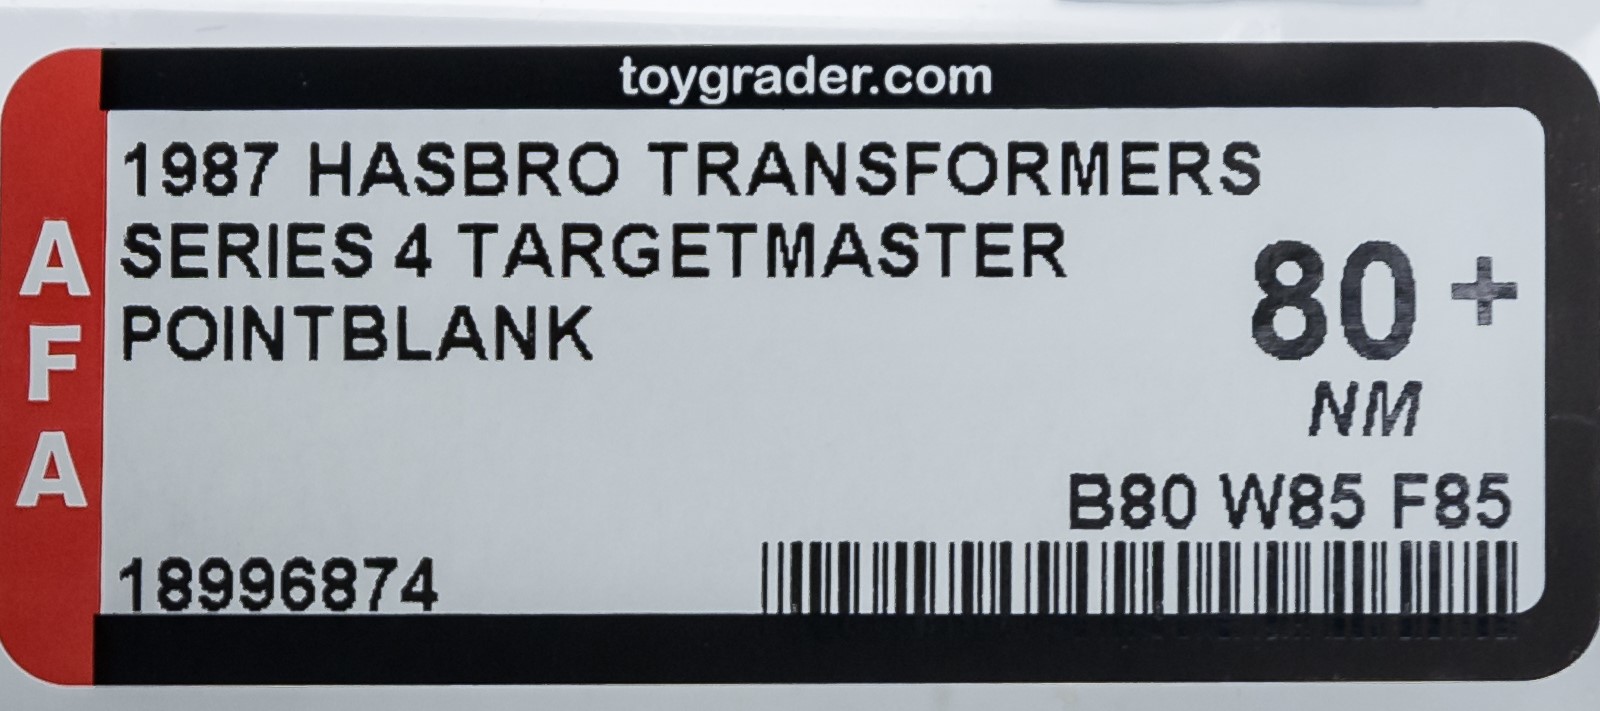 toygrader.com
AFA
1987 HASBRO TRANSFORMERS
SERIES 4 TARGETMASTER
POINTBLANK
80+
NM
B80 W85 F85
18996874